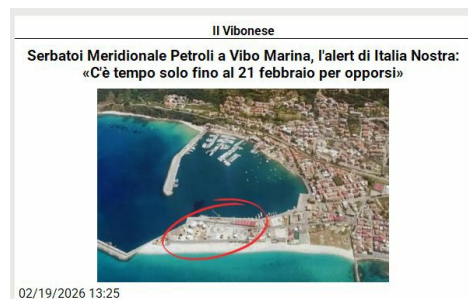 Il Vibonese
Serbatoi Meridionale Petroli a Vibo Marina, l'alert di Italia Nostra:
«C'è tempo solo fino al 21 febbraio per opporsi»
02/19/2026 13:25